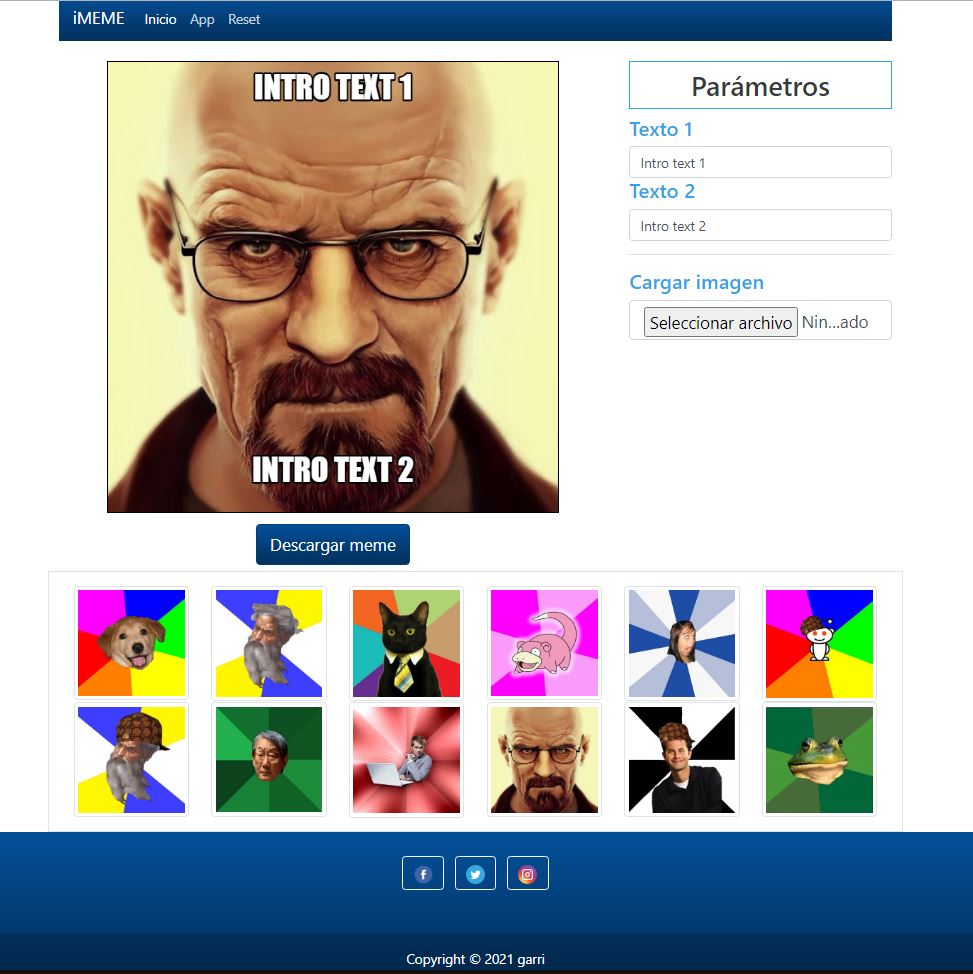 iMEME Inicio App Reset
INTRO TEXT 1
INTRO TEXT 2
Descargar meme
Parámetros
Texto 1
Intro text 1
Texto 2
Intro text 2
Cargar imagen
Seleccionar archivo Nin...ado
Copyright © 2021 garri